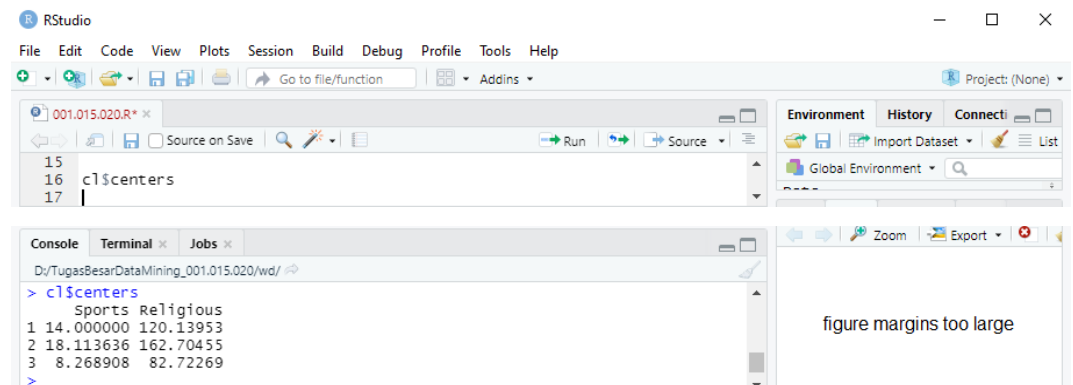 RStudio
File Edit Code View Plots Session Build Debug Profile Tools Help
Go to file/function Addins Project: (None)
001.015.020.R*
Source on Save Run Source
15
16 cl$centers
17
Environment History Connecti
Import Dataset List
Global Environment
Console Terminal Jobs
D:/TugasBesarDataMining_001.015.020/wd/
> cl$centers
Sports Religious
1 14.000000 120.13953
2 18.113636 162.70455
3 8.268908 82.72269
>
Zoom Export
figure margins too large